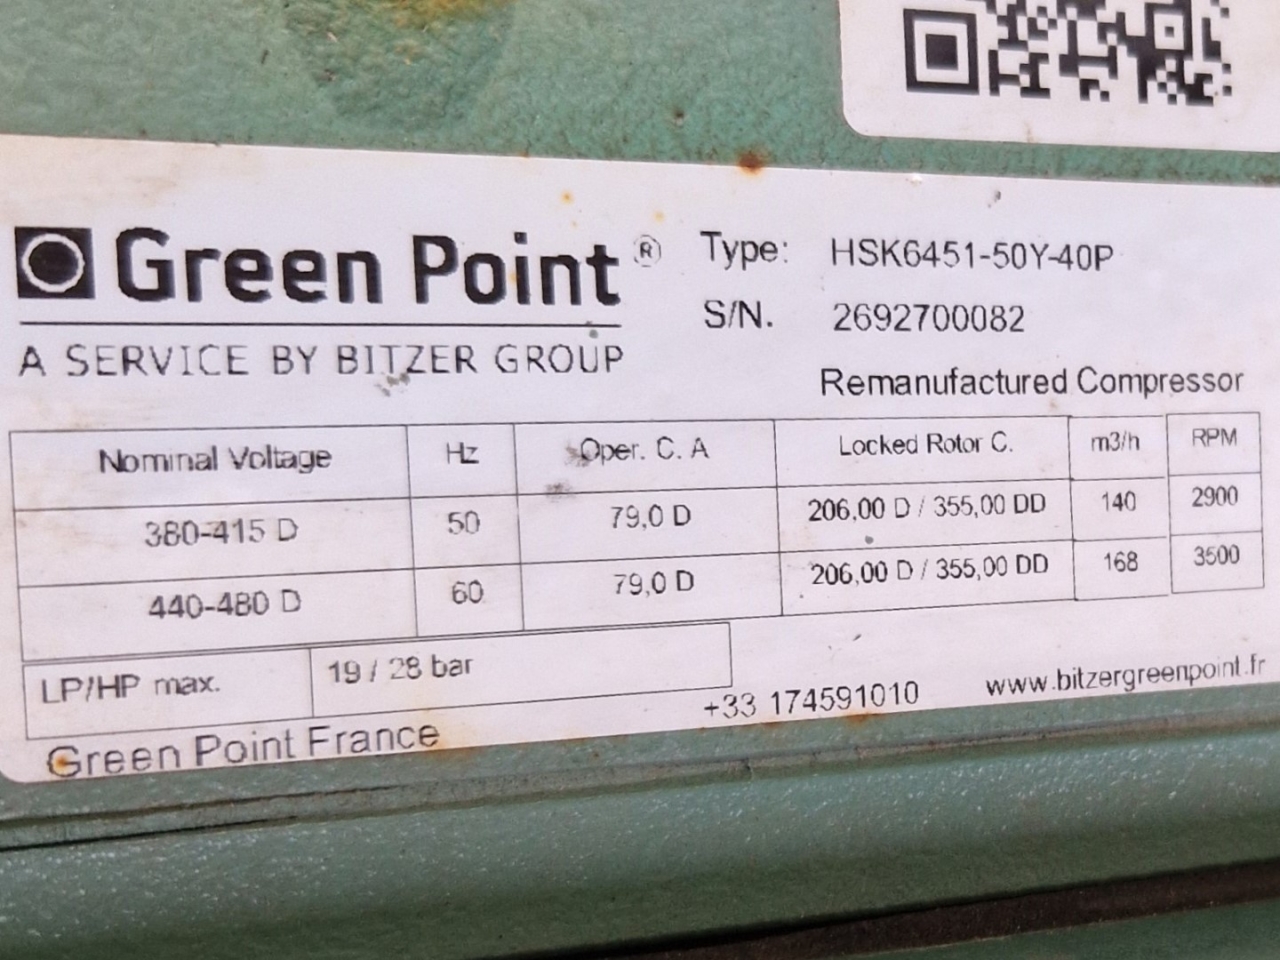 Green Point ®
A SERVICE BY BITZER GROUP
Type: HSK6451-50Y-40P
S/N. 2692700082
Remanufactured Compressor
Nominal Voltage Hz Oper. C. A Locked Rotor C. m3/h RPM
380-415 D 50 79,0 D 206,00 D / 355,00 DD 140 2900
440-480 D 60 79,0 D 206,00 D / 355,00 DD 168 3500
LP/HP max. 19 / 28 bar
Green Point France +33 174591010 www.bitzergreenpoint.fr